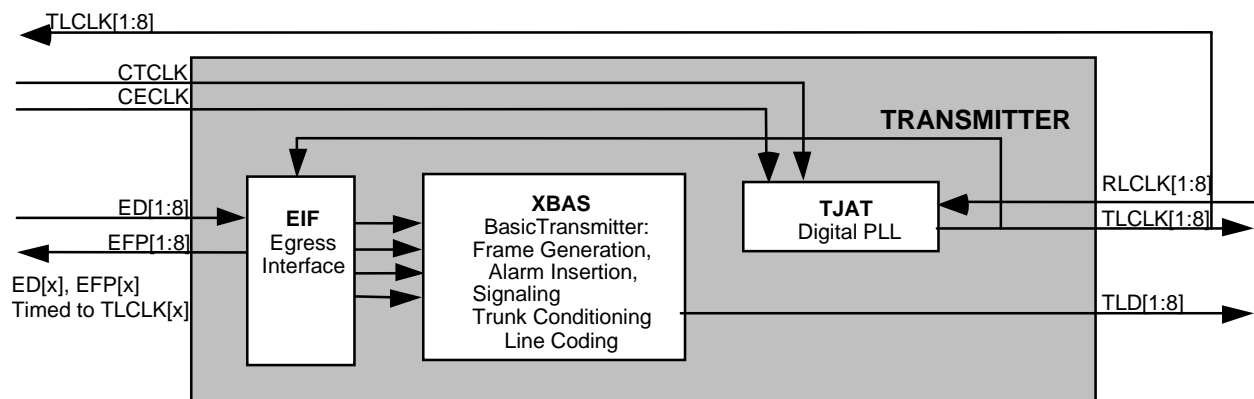 TLCLK[1:8]
CTCLK
CECLK
TRANSMITTER
ED[1:8]
EFP[1:8]
ED[x], EFP[x]
Timed to TLCLK[x]
EIF
Egress
Interface
XBAS
BasicTransmitter:
Frame Generation,
Alarm Insertion,
Signaling
Trunk Conditioning
Line Coding
TJAT
Digital PLL
RLCLK[1:8]
TLCLK[1:8]
TLD[1:8]